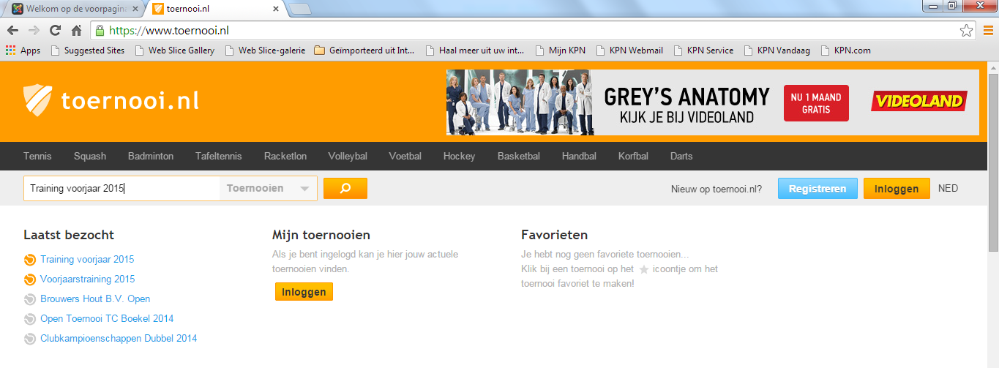 Welkom op de voorpagin
toernooi.nl
https://www.toernooi.nl
Apps Suggested Sites Web Slice Gallery Web Slice-galerie Geïmporteerd uit Int... Haal meer uit uw int... Mijn KPN KPN Webmail KPN Service KPN Vandaag KPN.com
toernooi.nl
GREY'S ANATOMY
KIJK JE BIJ VIDEOLAND
NU 1 MAAND
GRATIS
VIDEOLAND
Tennis Squash Badminton Tafeltennis Racketlon Volleybal Voetbal Hockey Basketbal Handbal Korfbal Darts
Training voorjaar 2015 Toernooien Nieuw op toernooi.nl? Registreren Inloggen NED
Laatst bezocht
Training voorjaar 2015
Voorjaarstraining 2015
Brouwers Hout B.V. Open
Open Toernooi TC Boekel 2014
Clubkampioenschappen Dubbel 2014
Mijn toernooien
Als je bent ingelogd kan je hier jouw actuele
toernooien vinden.
Inloggen
Favorieten
Je hebt nog geen favoriete toernooien...
Klik bij een toernooi op het icoontje om het
toernooi favoriet te maken!